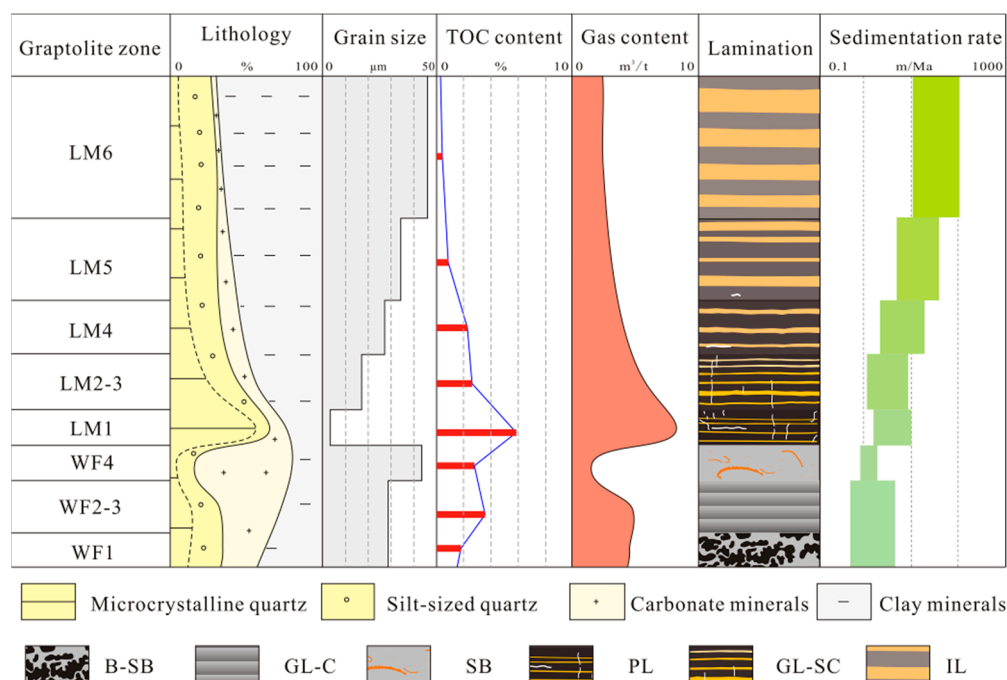 Graptolite zone
Lithology
0 % 100
Grain size
0 μm 50
TOC content
0 % 10
Gas content
0 m³/t 10
Lamination
Sedimentation rate
0.1 m/Ma 1000
LM6
LM5
LM4
LM2-3
LM1
WF4
WF2-3
WF1
Microcrystalline quartz
Silt-sized quartz
Carbonate minerals
Clay minerals
B-SB
GL-C
SB
PL
GL-SC
IL